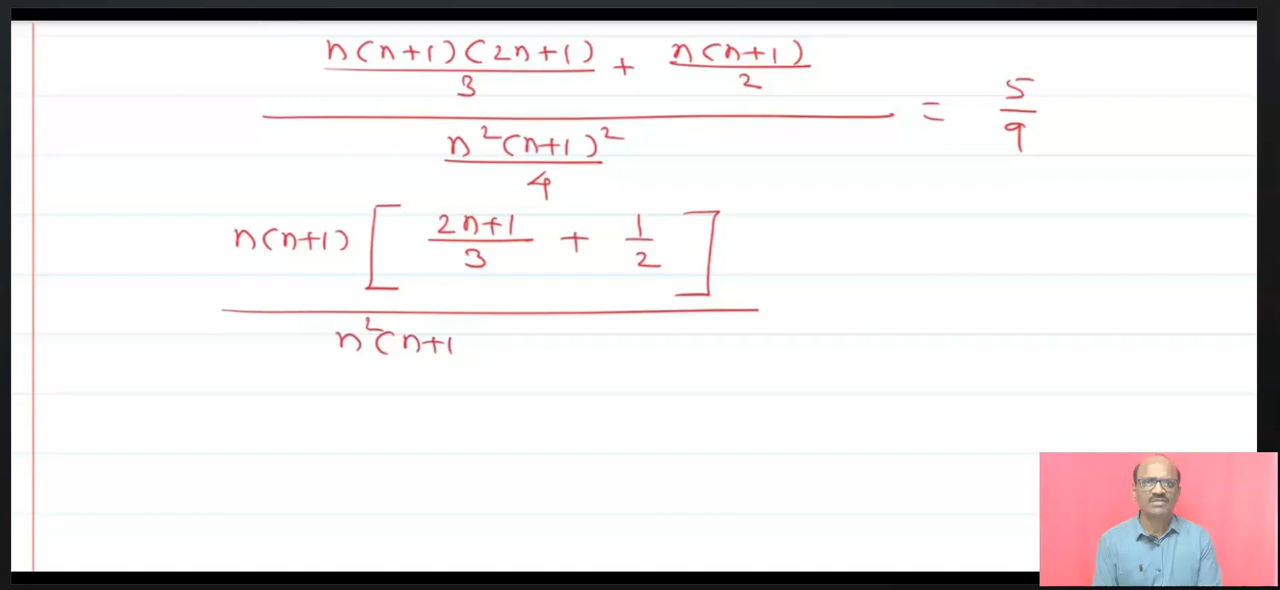 n(n+1)(2n+1)/3 + n(n+1)/2
n²(n+1)²/4 = 5/9
n(n+1) [ 2n+1/3 + 1/2 ]
n²(n+1